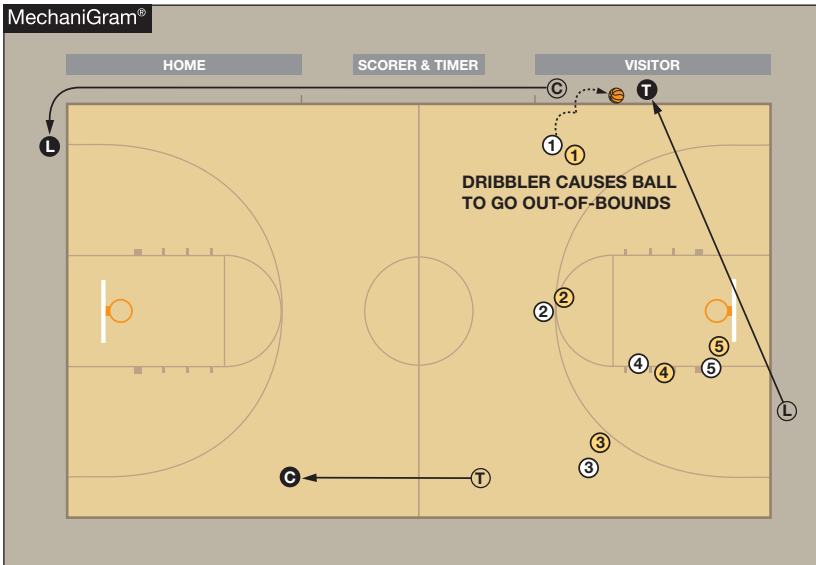 MechaniGram®
HOME
SCORER & TIMER
VISITOR
C
T
L
1
1
DRIBBLER CAUSES BALL
TO GO OUT-OF-BOUNDS
2
2
5
4
4
5
L
3
3
C
T